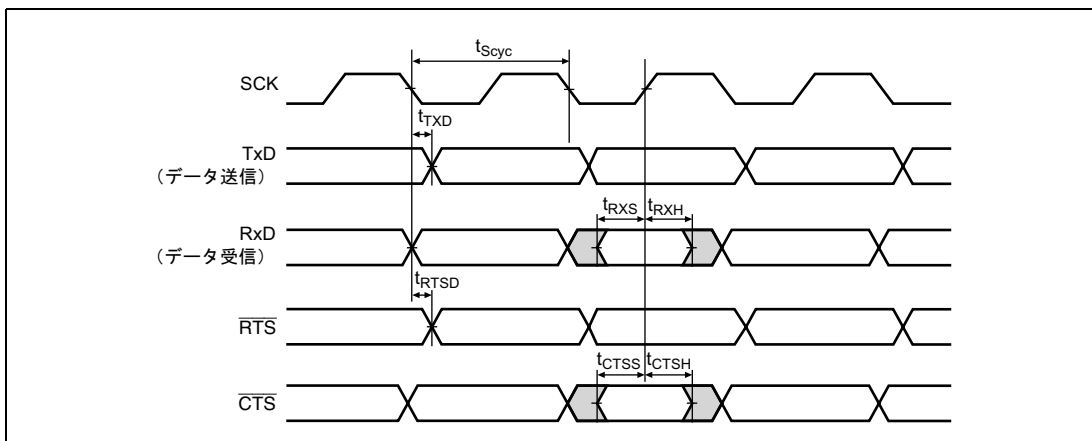 tScyc
SCK
tTXD
TxD
（データ送信）
tRXS tRXH
RxD
（データ受信）
tRTSD
RTS
tCTSS tCTSH
CTS